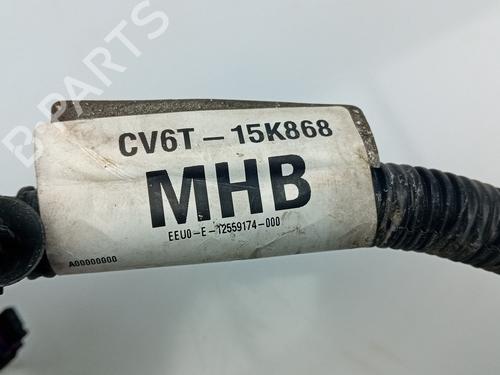 B-PARTS
CV6T-15K868
MHB
EEU0-E-12559174-000
A00000000